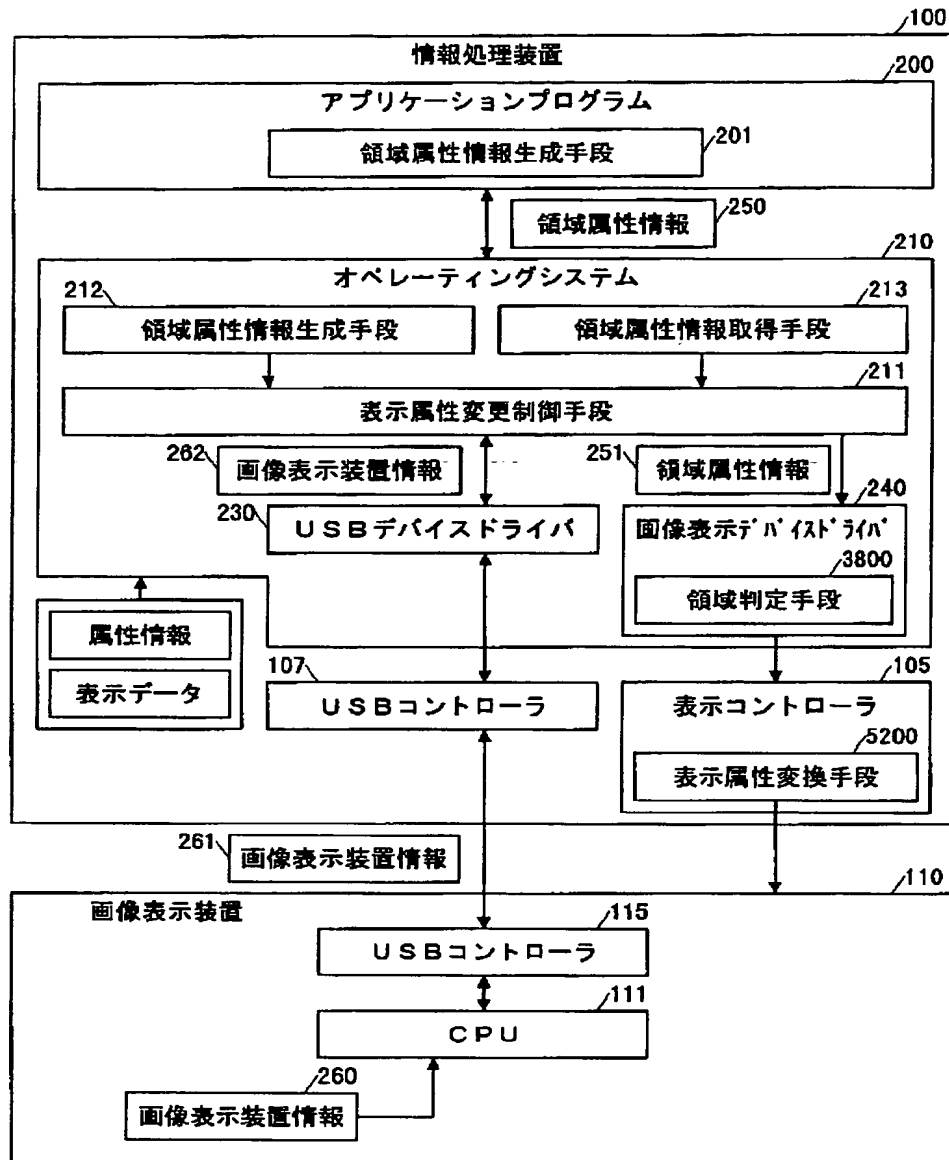 100
情報処理装置
200
アプリケーションプログラム
201
領域属性情報生成手段
250
領域属性情報
210
オペレーティングシステム
212
領域属性情報生成手段
213
領域属性情報取得手段
211
表示属性変更制御手段
262
画像表示装置情報
251
領域属性情報
230
USBデバイスドライバ
240
画像表示デバイスドライバ
3800
領域判定手段
属性情報
表示データ
107
USBコントローラ
105
表示コントローラ
5200
表示属性変換手段
261
画像表示装置情報
110
画像表示装置
115
USBコントローラ
111
CPU
260
画像表示装置情報